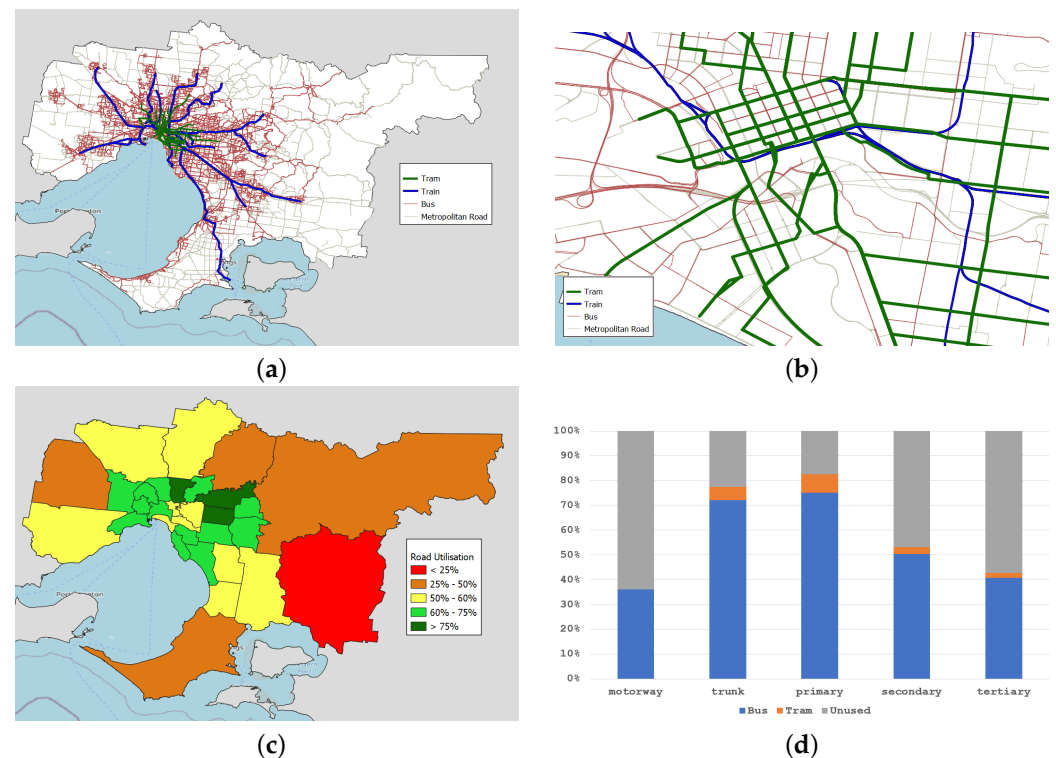 Tram
Train
Bus
Metropolitan Road
(a)
Tram
Train
Bus
Metropolitan Road
(b)
Road Utilisation
< 25%
25% - 50%
50% - 60%
60% - 75%
> 75%
(c)
100%
90%
80%
70%
60%
50%
40%
30%
20%
10%
0%
motorway trunk primary secondary tertiary
Bus Tram Unused
(d)